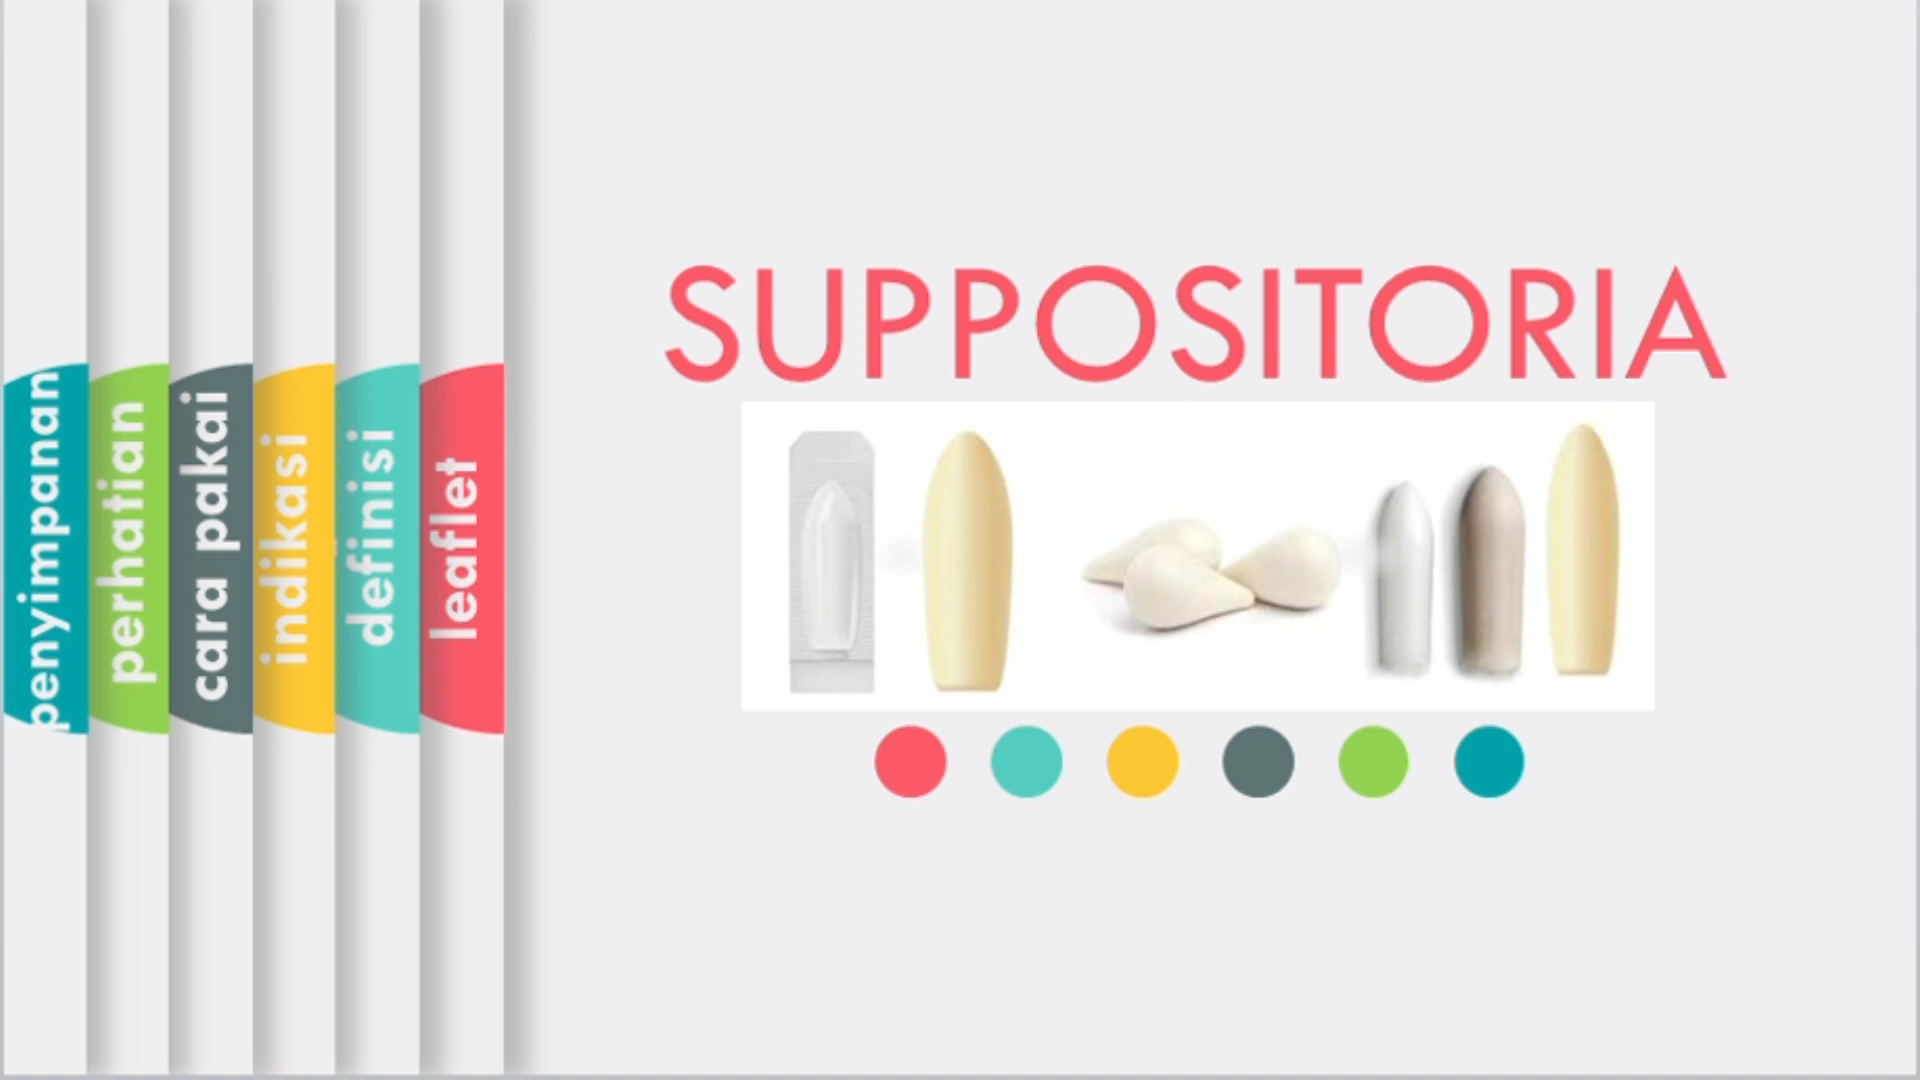 penyimpanan
perhatian
cara pakai
indikasi
definisi
leaflet
SUPPOSITORIA